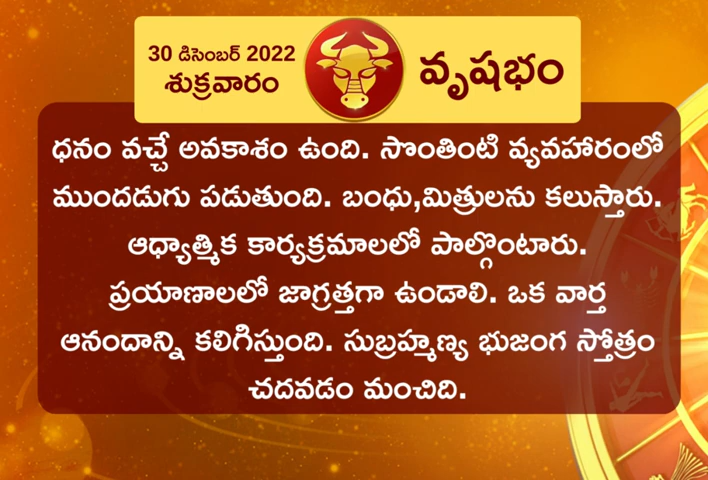 30 డిసెంబర్ 2022
శుక్రవారం
వృషభం
ధనం వచ్చే అవకాశం ఉంది. సొంతింటి వ్యవహారంలో
ముందడుగు పడుతుంది. బంధు,మిత్రులను కలుస్తారు.
ఆధ్యాత్మిక కార్యక్రమాలలో పాల్గొంటారు.
ప్రయాణాలలో జాగ్రత్తగా ఉండాలి. ఒక వార్త
ఆనందాన్ని కలిగిస్తుంది. సుబ్రహ్మణ్య భుజంగ స్తోత్రం
చదవడం మంచిది.